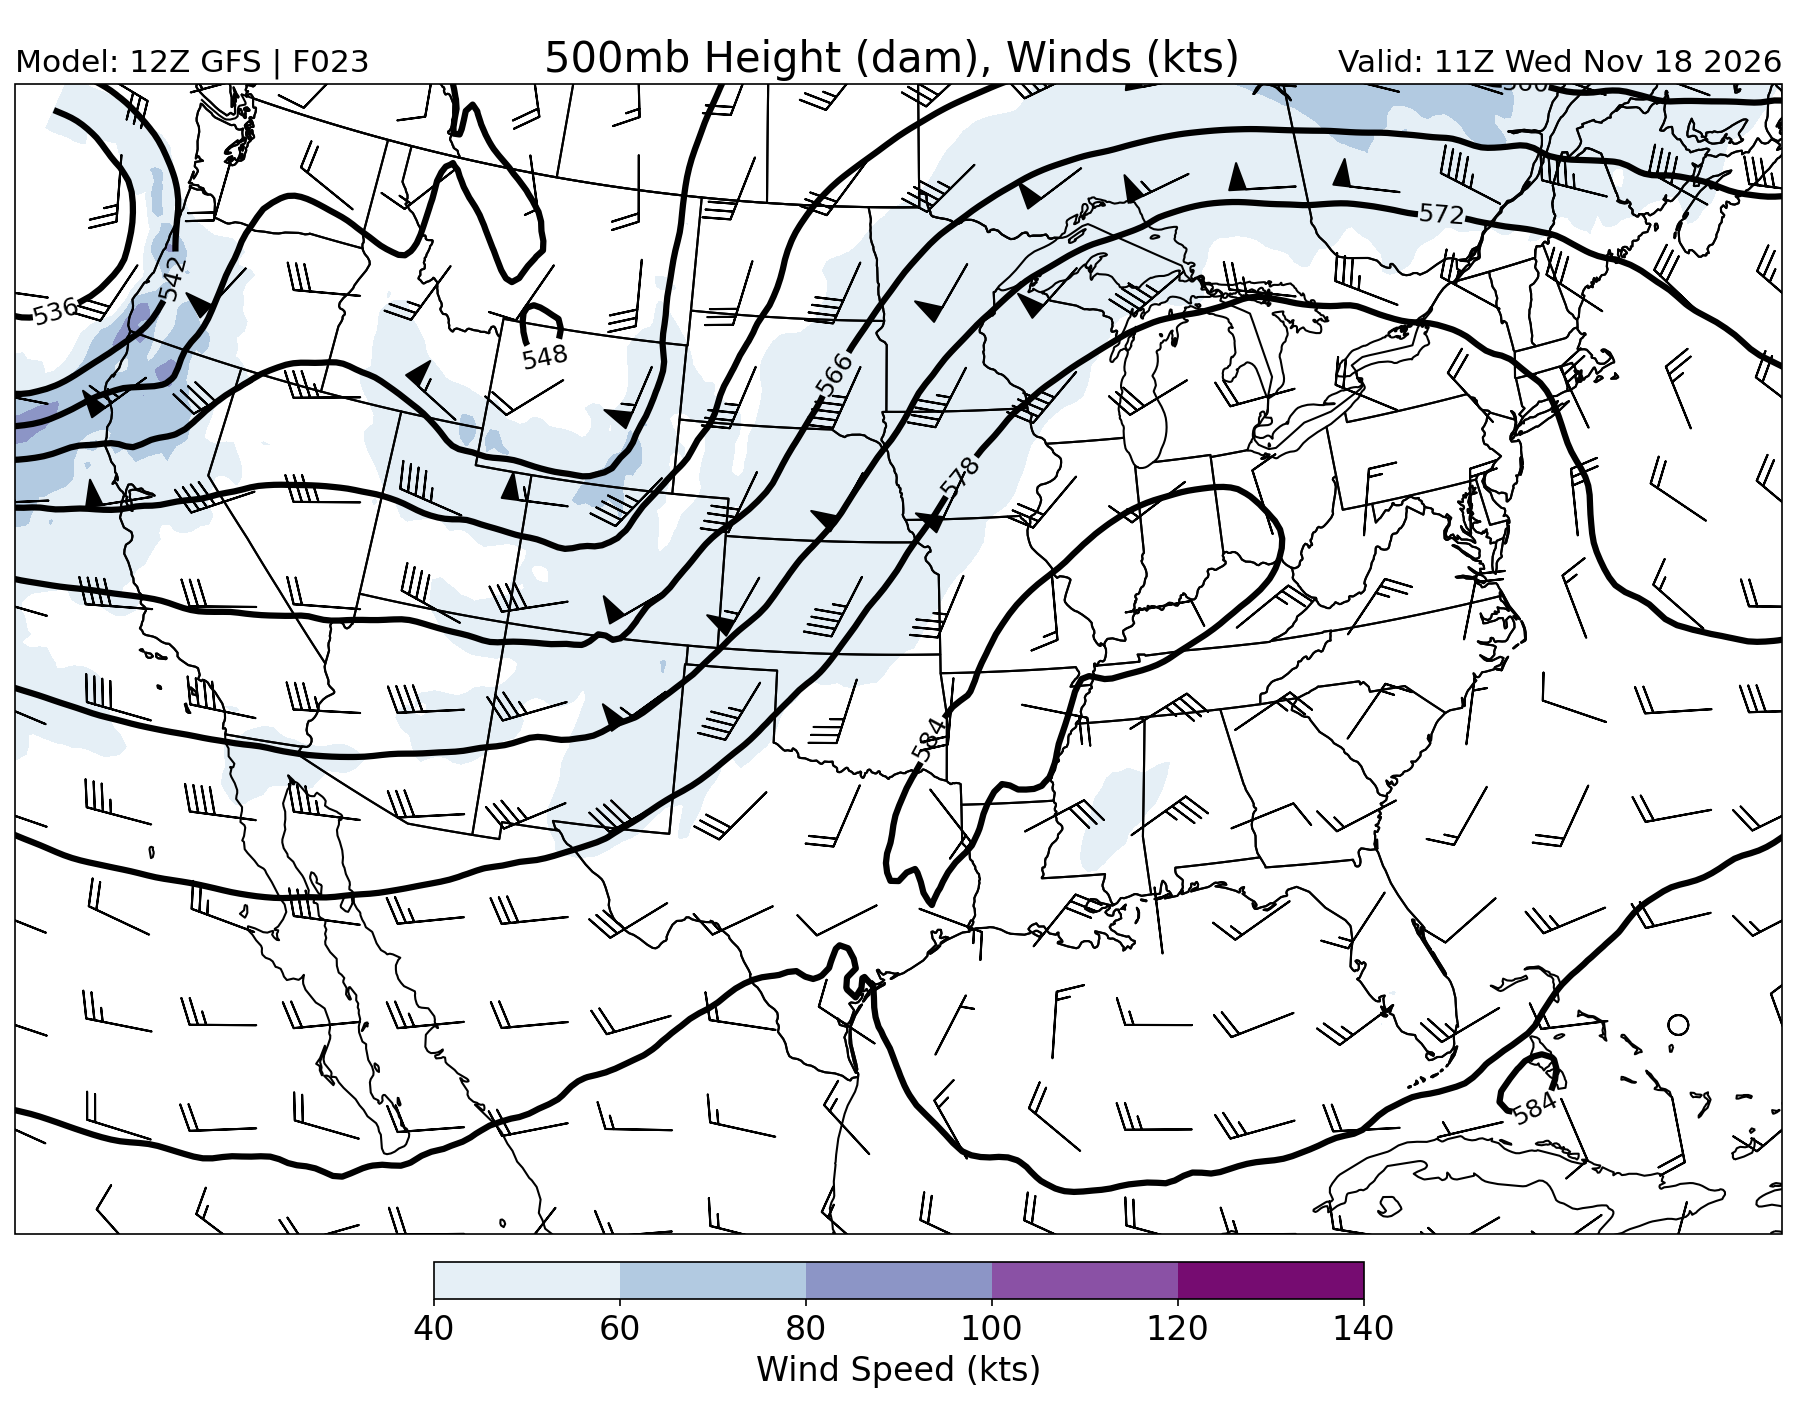 Model: 12Z GFS | F023
500mb Height (dam), Winds (kts)
Valid: 11Z Wed Nov 18 2026
572
542
536
548
566
578
584
584
40 60 80 100 120 140
Wind Speed (kts)